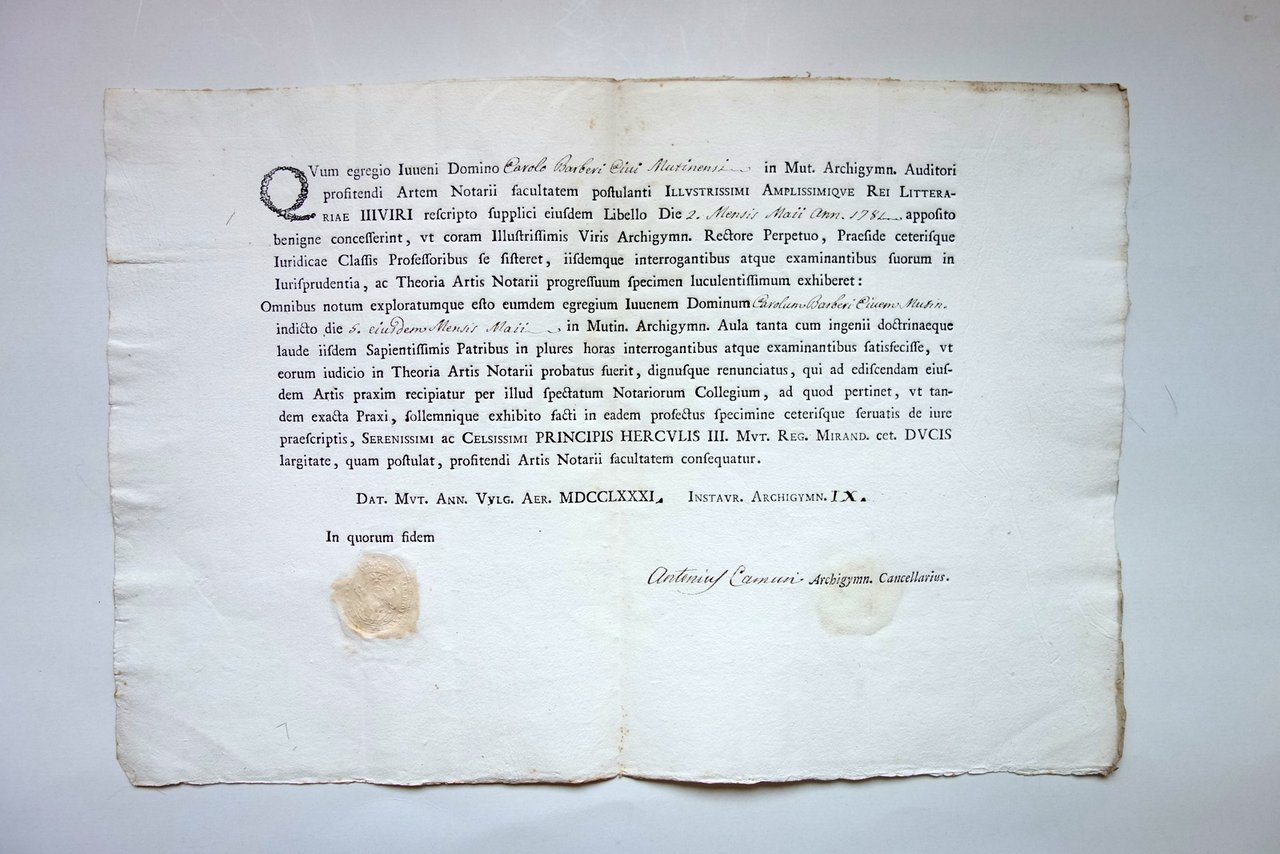 QVum egregio Iuueni Domino Carolo Barberi Ciui Mutinensi in Mut. Archigymn. Auditori
profitendi Artem Notarii facultatem poſtulanti ILLVSTRISSIMI AMPLISSIMIQVE REI LITTERA-
RIAE IIIVIRI reſcripto ſupplici eiuſdem Libello Die 2. Mensis Maii Ann. 1781. appoſito
benigne conceſſerint, vt coram Illuſtriſſimis Viris Archigymn. Rectore Perpetuo, Praeſide ceteriſque
Iuridicae Claſſis Profeſſoribus ſe ſiſteret, iiſdemque interrogantibus atque examinantibus ſuorum in
Iuriſprudentia, ac Theoria Artis Notarii progreſſuum ſpecimen luculentiſſimum exhiberet:
Omnibus notum exploratumque eſto eumdem egregium Iuuenem Dominum Carolum Barberi Ciuem Mutin.
indicto die 5. eiusdem Mensis Maii in Mutin. Archigymn. Aula tanta cum ingenii doctrinaeque
laude iiſdem Sapientiſſimis Patribus in plures horas interrogantibus atque examinantibus ſatisfeciſſe, vt
eorum iudicio in Theoria Artis Notarii probatus fuerit, dignuſque renunciatus, qui ad ediſcendam eiuſ-
dem Artis praxim recipiatur per illud ſpectatum Notariorum Collegium, ad quod pertinet, vt tan-
dem exacta Praxi, ſollemnique exhibito facti in eadem profectus ſpecimine ceteriſque ſeruatis de iure
praeſcriptis, SERENISSIMI ac CELSISSIMI PRINCIPIS HERCVLIS III. MVT. REG. MIRAND. cet. DVCIS
largitate, quam poſtulat, profitendi Artis Notarii facultatem conſequatur.
DAT. MVT. ANN. VVLG. AER. MDCCLXXXI. INSTAVR. ARCHIGYMN. IX.
In quorum fidem
Antonius Camuri Archigymn. Cancellarius.